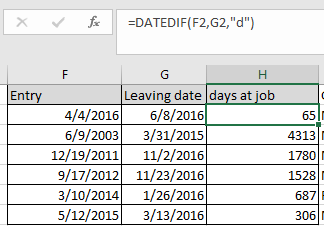 =DATEDIF(F2,G2,"d")
F G H
Entry Leaving date days at job
4/4/2016 6/8/2016 65
6/9/2003 3/31/2015 4313
12/19/2011 11/2/2016 1780
9/17/2012 11/23/2016 1528
3/10/2014 1/26/2016 687
5/12/2015 3/13/2016 306